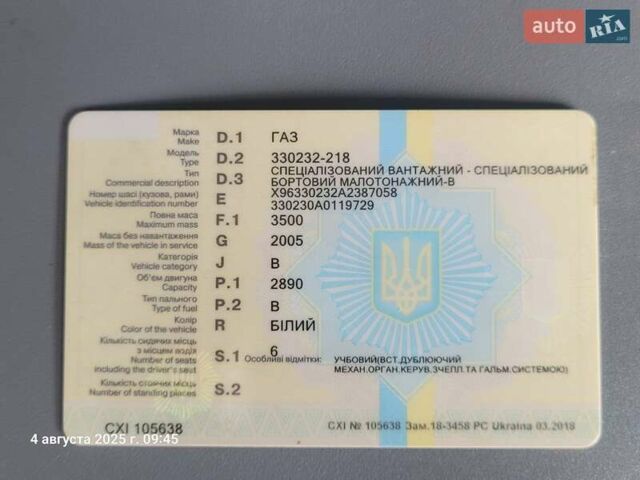 auto RIA.com
Марка D.1 ГАЗ
Make
Модель D.2 330232-218
Type
Тип D.3 СПЕЦІАЛІЗОВАНИЙ ВАНТАЖНИЙ - СПЕЦІАЛІЗОВАНИЙ
Commercial description БОРТОВИЙ МАЛОТОНАЖНИЙ-В
Номер шасі (кузова, рами) E X96330232A2387058
Vehicle identification number 330230A0119729
Повна маса F.1 3500
Maximum mass
Маса без навантаження G 2005
Mass of the vehicle in service
Категорія J B
Vehicle category
Об'єм двигуна P.1 2890
Capacity
Тип пального P.2 B
Type of fuel
Колір R БІЛИЙ
Color of the vehicle
Кількість сидячих місць 6
з місцем водія S.1 Особливі відмітки: УЧБОВИЙ(ВСТ.ДУБЛЮЮЧИЙ
Number of seats МЕХАН.ОРГАН.КЕРУВ.ЗЧЕПЛ.ТА ГАЛЬМ.СИСТЕМОЮ)
including the driver's seat
Кількість стоячих місць S.2
Number of standing places
CXI 105638 CXI № 105638 Зам.18-3458 PC Ukraina 03.2018
4 августа 2025 г. 09:45